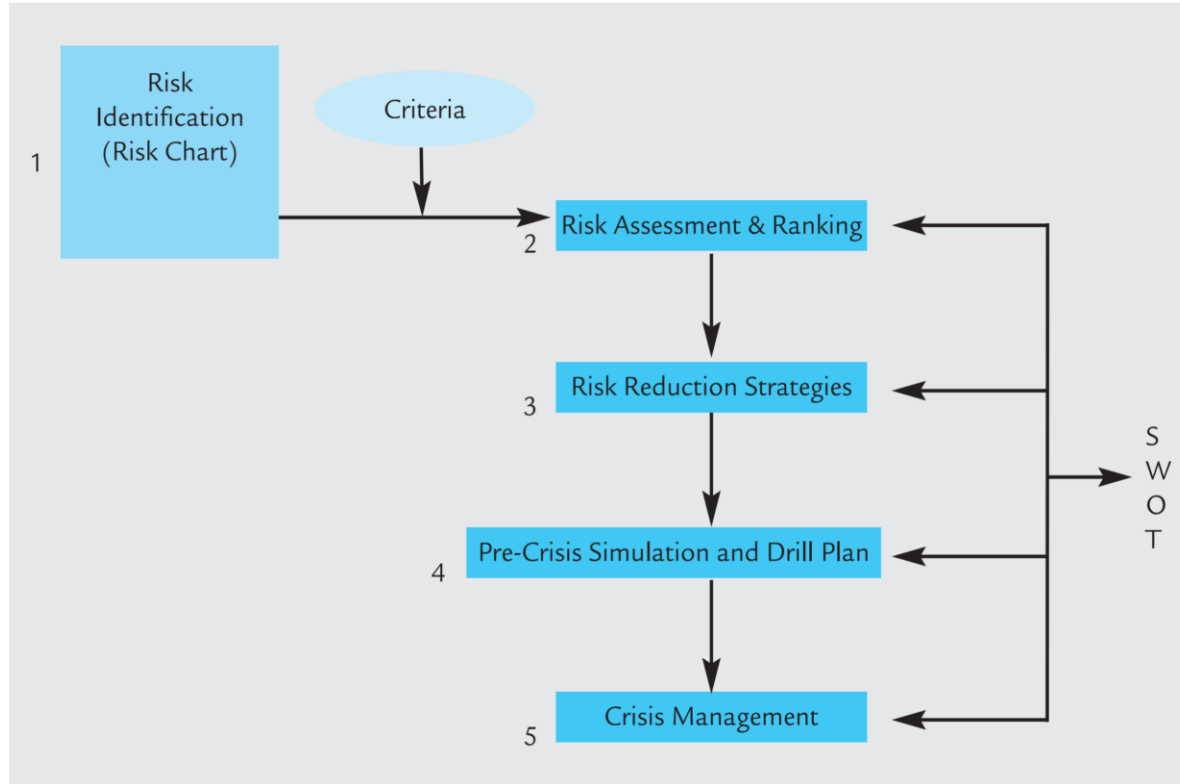 1
Risk
Identification
(Risk Chart)
Criteria
2
Risk Assessment & Ranking
3
Risk Reduction Strategies
4
Pre-Crisis Simulation and Drill Plan
5
Crisis Management
S
W
O
T